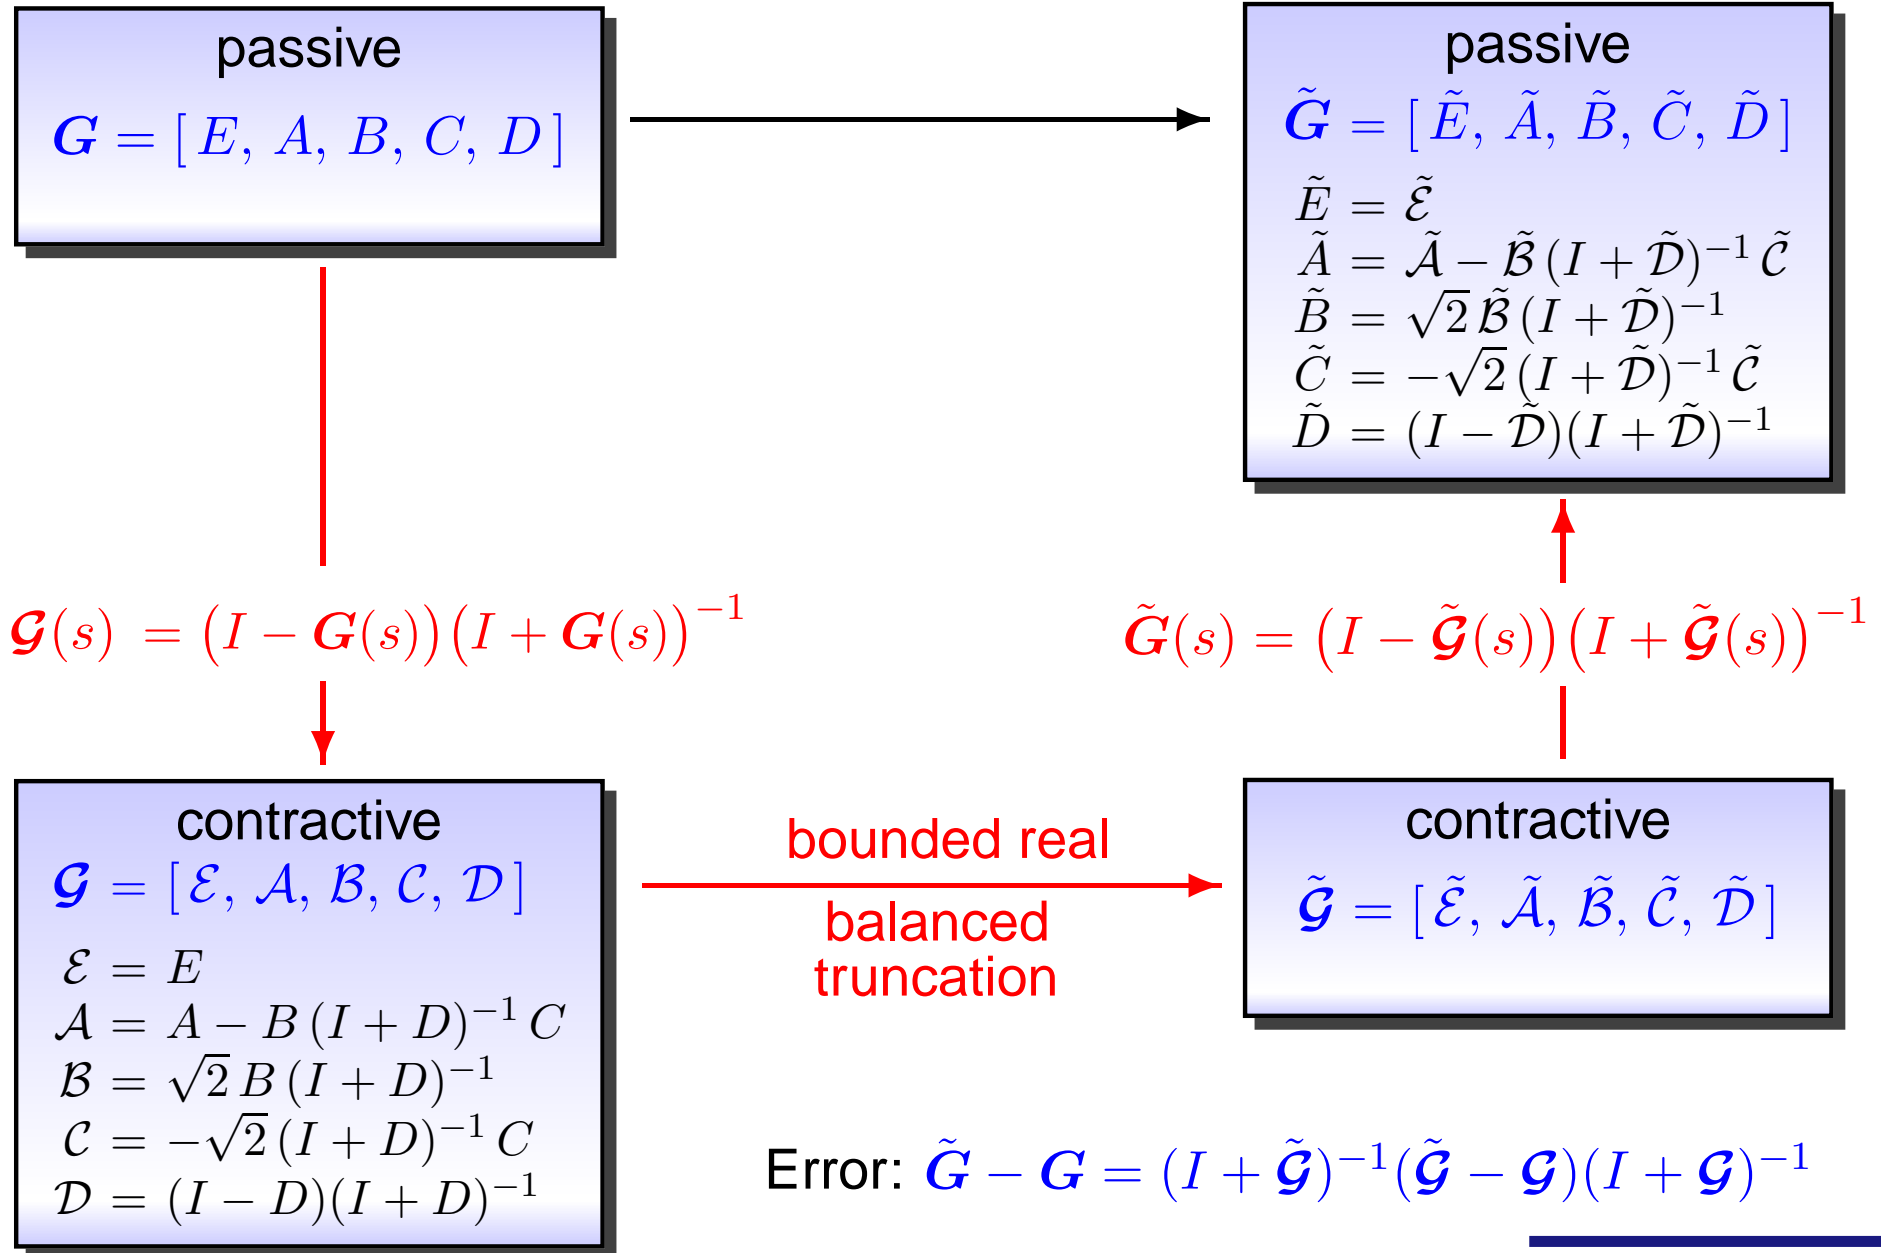 passive
G = [ E, A, B, C, D ]
passive
G̃ = [ Ẽ, Ã, B̃, C̃, D̃ ]
Ẽ = ℰ̃
Ã = 𝒜̃ − ℬ̃ (I + 𝒟̃)⁻¹ 𝒞̃
B̃ = √2 ℬ̃ (I + 𝒟̃)⁻¹
C̃ = −√2 (I + 𝒟̃)⁻¹ 𝒞̃
D̃ = (I − 𝒟̃)(I + 𝒟̃)⁻¹
𝓖(s) = (I − G(s))(I + G(s))⁻¹
G̃(s) = (I − 𝓖̃(s))(I + 𝓖̃(s))⁻¹
contractive
𝓖 = [ ℰ, 𝒜, ℬ, 𝒞, 𝒟 ]
ℰ = E
𝒜 = A − B (I + D)⁻¹ C
ℬ = √2 B (I + D)⁻¹
𝒞 = −√2 (I + D)⁻¹ C
𝒟 = (I − D)(I + D)⁻¹
bounded real
balanced
truncation
contractive
𝓖̃ = [ ℰ̃, 𝒜̃, ℬ̃, 𝒞̃, 𝒟̃ ]
Error: G̃ − G = (I + 𝓖̃)⁻¹(𝓖̃ − 𝓖)(I + 𝓖)⁻¹